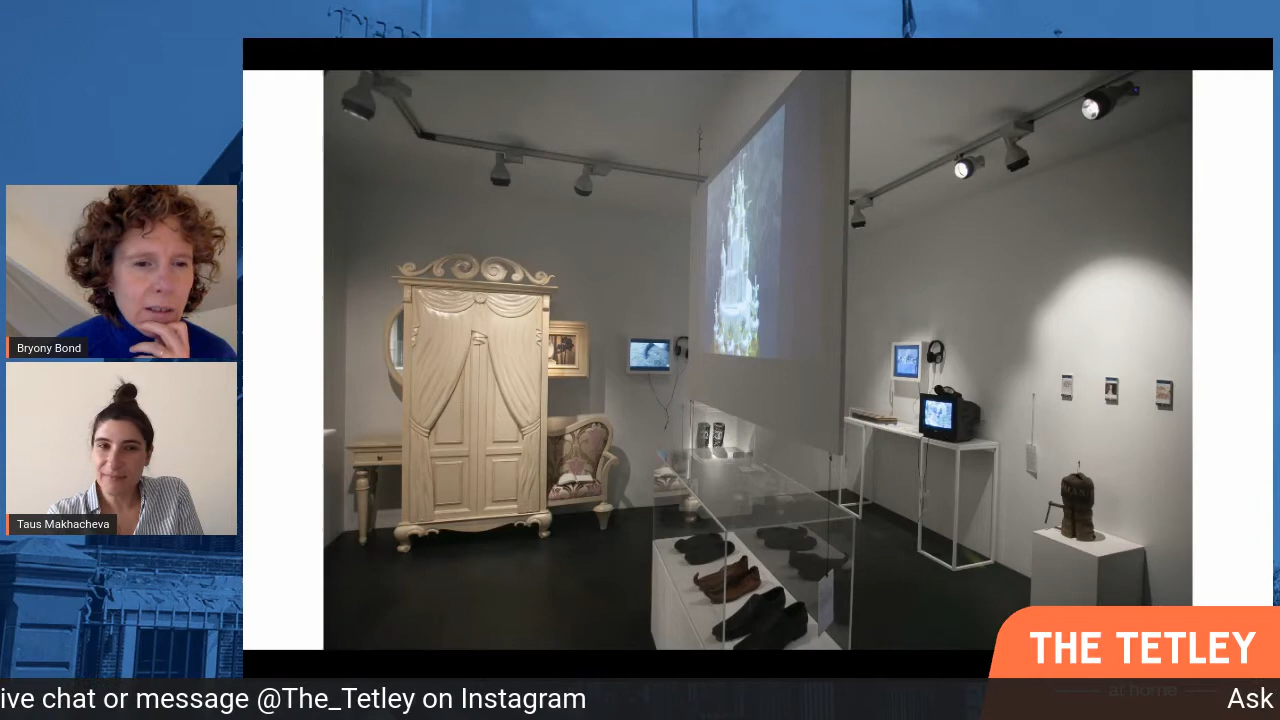 Bryony Bond
Taus Makhacheva
THE TETLEY
at home
ive chat or message @The_Tetley on Instagram
Ask